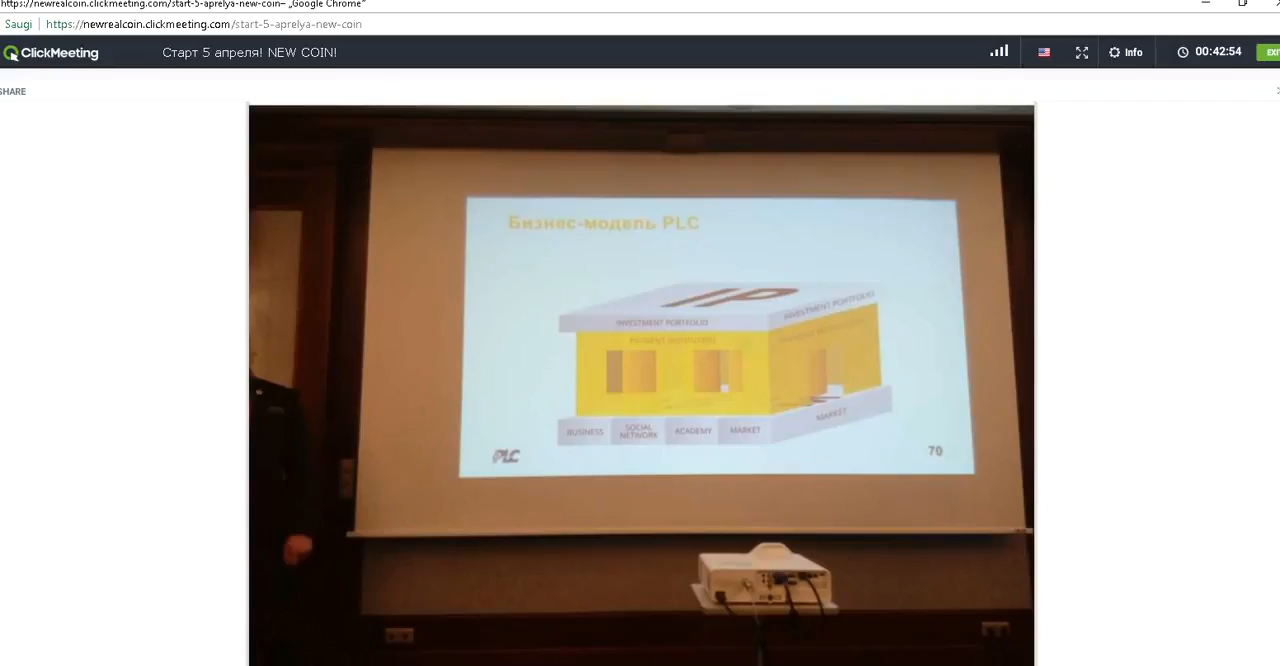 https://newrealcoin.clickmeeting.com/start-5-aprelya-new-coin– „Google Chrome“
Saugi
https://newrealcoin.clickmeeting.com/start-5-aprelya-new-coin
ClickMeeting
Старт 5 апреля! NEW COIN!
Info
00:42:54
EXI
SHARE
Бизнес-модель PLC
IP
INVESTMENT PORTFOLIO
INVESTMENT PORTFOLIO
BUSINESS
SOCIAL
NETWORK
ACADEMY
MARKET
MARKET
PLC
70